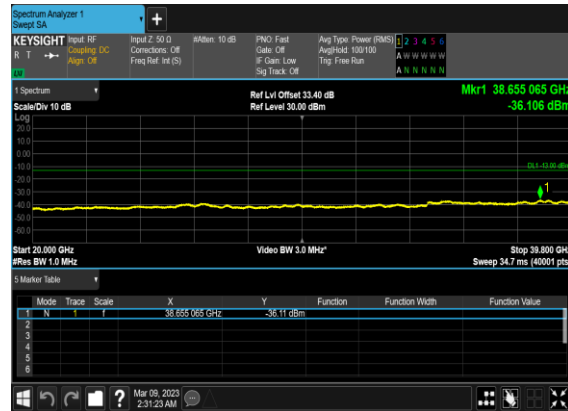 Spectrum Analyzer 1
Swept SA
+
KEYSIGHT Input: RF
R T Coupling: DC
Align: Off
LW
Input Z: 50 Ω
Corrections: Off
Freq Ref: Int (S)
#Atten: 10 dB
PNO: Fast
Gate: Off
IF Gain: Low
Sig Track: Off
Avg Type: Power (RMS)
Avg|Hold: 100/100
Trig: Free Run
1 2 3 4 5 6
A W W W W W
A N N N N N
1 Spectrum
Scale/Div 10 dB
Log
Ref Lvl Offset 33.40 dB
Ref Level 30.00 dBm
Mkr1 38.655 065 GHz
-36.106 dBm
20.0
10.0
0.00
-10.0
DL1 -13.00 dBm
-20.0
1
-30.0
-40.0
-50.0
-60.0
Start 20.000 GHz
#Res BW 1.0 MHz
Video BW 3.0 MHz*
Stop 39.800 GHz
Sweep 34.7 ms (40001 pts)
5 Marker Table
Mode Trace Scale X Y Function Function Width Function Value
1 N 1 f 38.655 065 GHz -36.11 dBm
2
3
4
5
6
?
Mar 09, 2023
2:31:23 AM